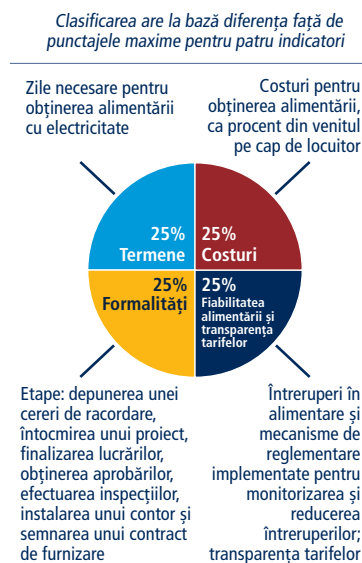 Clasificarea are la bază diferența față de
punctajele maxime pentru patru indicatori
Zile necesare pentru
obținerea alimentării
cu electricitate
Costuri pentru
obținerea alimentării,
ca procent din venitul
pe cap de locuitor
25%
Termene
25%
Costuri
25%
Formalități
25%
Fiabilitatea
alimentării și
transparența
tarifelor
Etape: depunerea unei
cereri de racordare,
întocmirea unui proiect,
finalizarea lucrărilor,
obținerea aprobărilor,
efectuarea inspecțiilor,
instalarea unui contor și
semnarea unui contract
de furnizare
Întreruperi în
alimentare și
mecanisme de
reglementare
implementate pentru
monitorizarea și
reducerea
întreruperilor;
transparența tarifelor